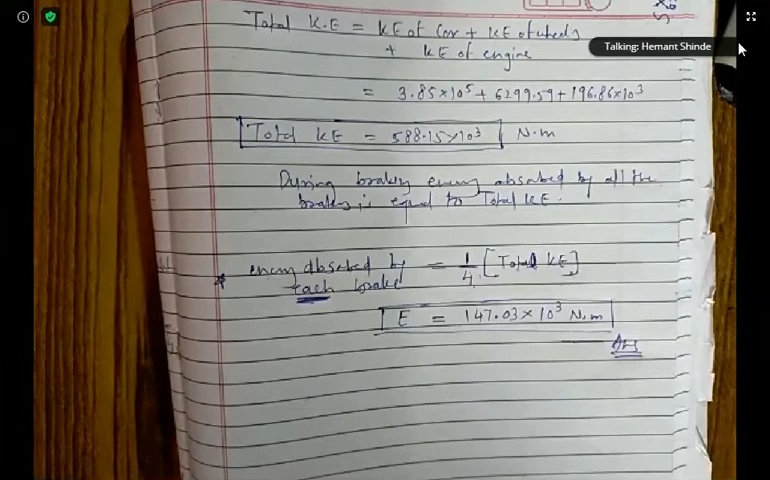 Total K.E = KE of Car + KE of wheels
+ KE of engine
Talking: Hemant Shinde
= 3.85×10⁵ + 6299.59 + 196.86×10³
Total KE = 588.15×10³ N.m
During braking energy absorbed by all the
brakes is equal to Total KE.
* energy absorbed by = 1/4 [Total KE]
each brake
E = 147.03×10³ N.m
Ans